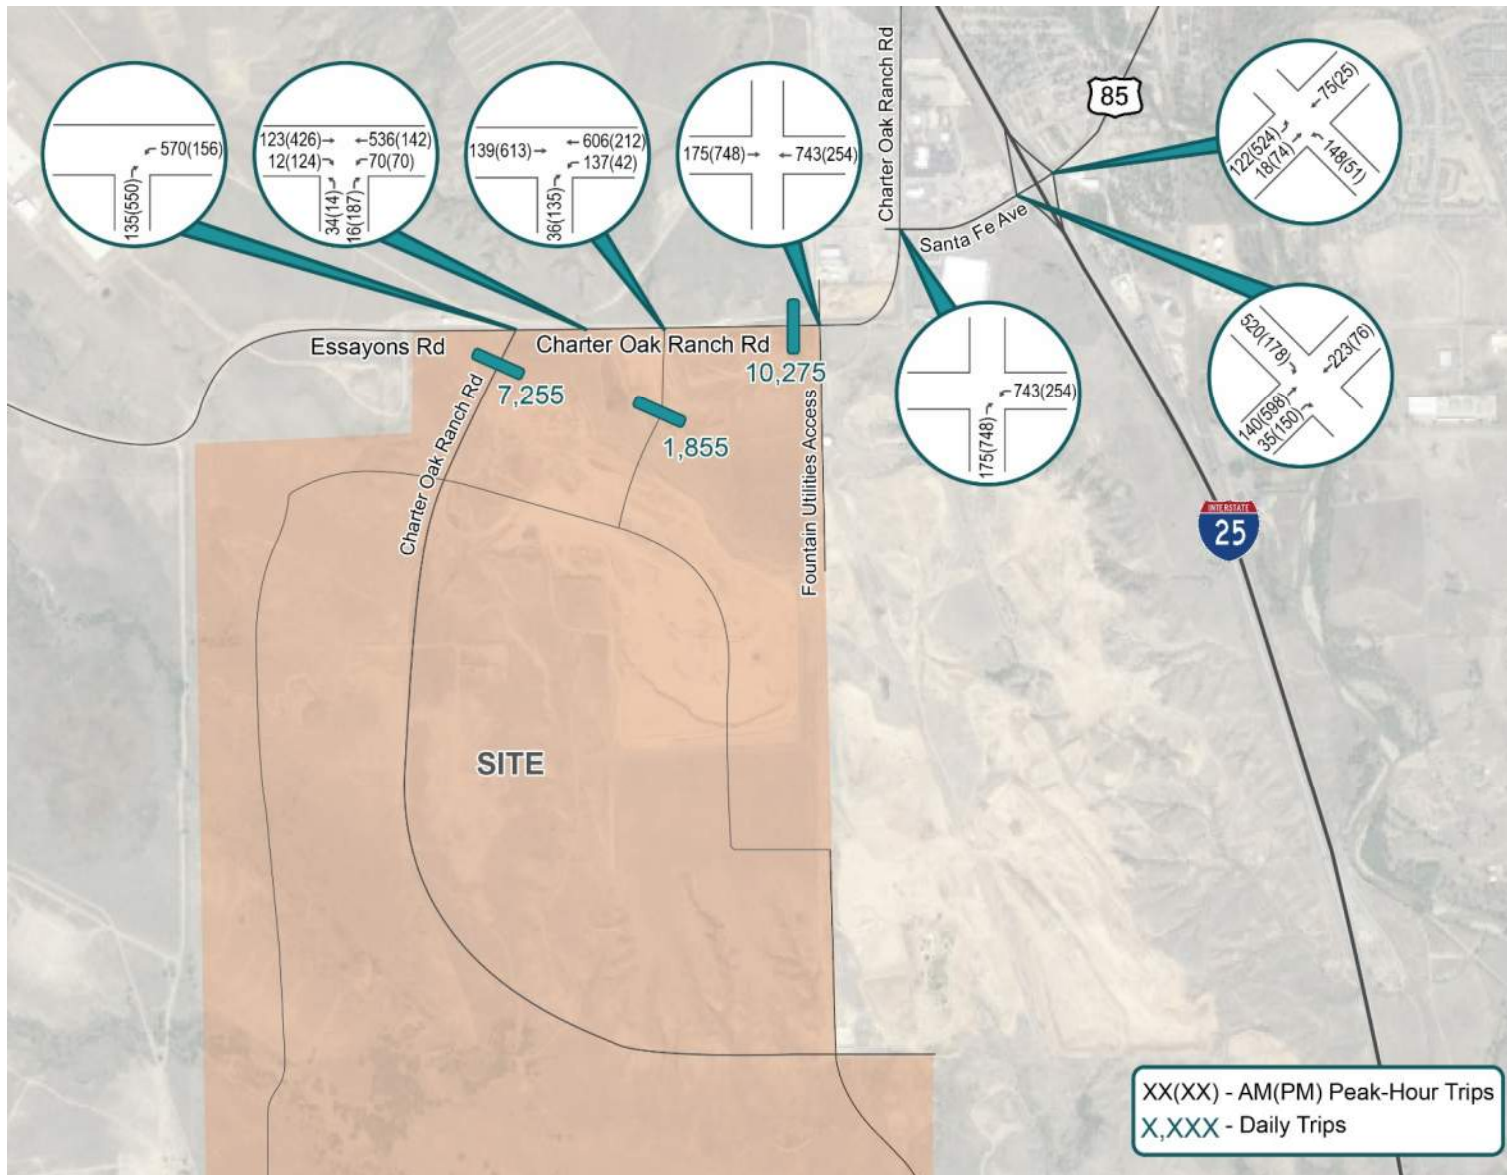 570(156)
135(550)
123(426)
536(142)
12(124)
70(70)
34(14)
16(187)
139(613)
606(212)
137(42)
36(135)
175(748)
743(254)
Charter Oak Ranch Rd
85
75(25)
122(524)
18(74)
148(51)
Santa Fe Ave
520(178)
223(76)
140(598)
35(150)
743(254)
175(748)
Essayons Rd
Charter Oak Ranch Rd
10,275
7,255
1,855
Charter Oak Ranch Rd
Fountain Utilities Access
INTERSTATE
25
SITE
XX(XX) - AM(PM) Peak-Hour Trips
X,XXX - Daily Trips